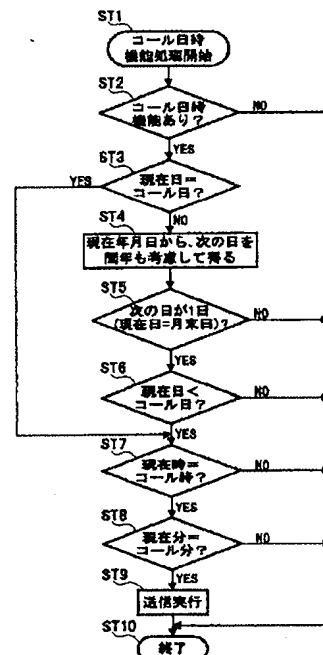 ST1
コール日時
機能処理開始
ST2
コール日時
機能あり?
NO
YES
ST3
現在日=
コール日?
YES
NO
ST4
現在年月日から、次の日を
閏年も考慮して得る
ST5
次の日が1日
(現在日=月末日)?
NO
YES
ST6
現在日<
コール日?
NO
YES
ST7
現在時=
コール時?
NO
YES
ST8
現在分=
コール分?
NO
YES
ST9
送信実行
ST10
終了